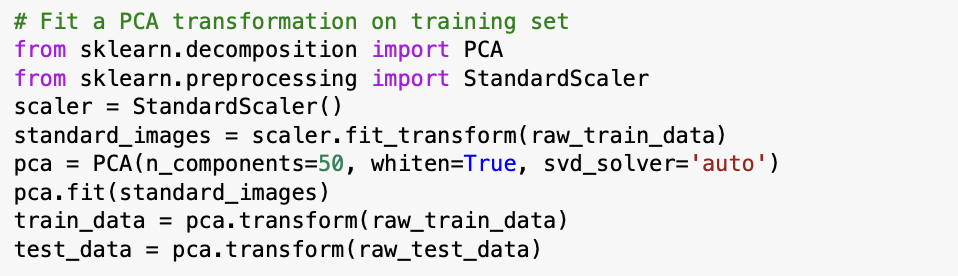 # Fit a PCA transformation on training set
from sklearn.decomposition import PCA
from sklearn.preprocessing import StandardScaler
scaler = StandardScaler()
standard_images = scaler.fit_transform(raw_train_data)
pca = PCA(n_components=50, whiten=True, svd_solver='auto')
pca.fit(standard_images)
train_data = pca.transform(raw_train_data)
test_data = pca.transform(raw_test_data)